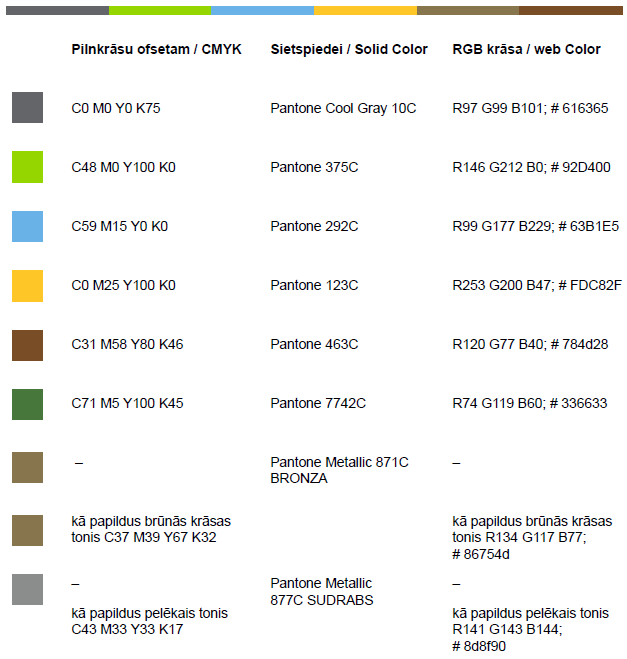 Pilnkrāsu ofsetam / CMYK
Sietspiedei / Solid Color
RGB krāsa / web Color
C0 M0 Y0 K75
Pantone Cool Gray 10C
R97 G99 B101; # 616365
C48 M0 Y100 K0
Pantone 375C
R146 G212 B0; # 92D400
C59 M15 Y0 K0
Pantone 292C
R99 G177 B229; # 63B1E5
C0 M25 Y100 K0
Pantone 123C
R253 G200 B47; # FDC82F
C31 M58 Y80 K46
Pantone 463C
R120 G77 B40; # 784d28
C71 M5 Y100 K45
Pantone 7742C
R74 G119 B60; # 336633
–
Pantone Metallic 871C
BRONZA
–
kā papildus brūnās krāsas
tonis C37 M39 Y67 K32
kā papildus brūnās krāsas
tonis R134 G117 B77;
# 86754d
–
Pantone Metallic
877C SUDRABS
–
kā papildus pelēkais tonis
C43 M33 Y33 K17
kā papildus pelēkais tonis
R141 G143 B144;
# 8d8f90